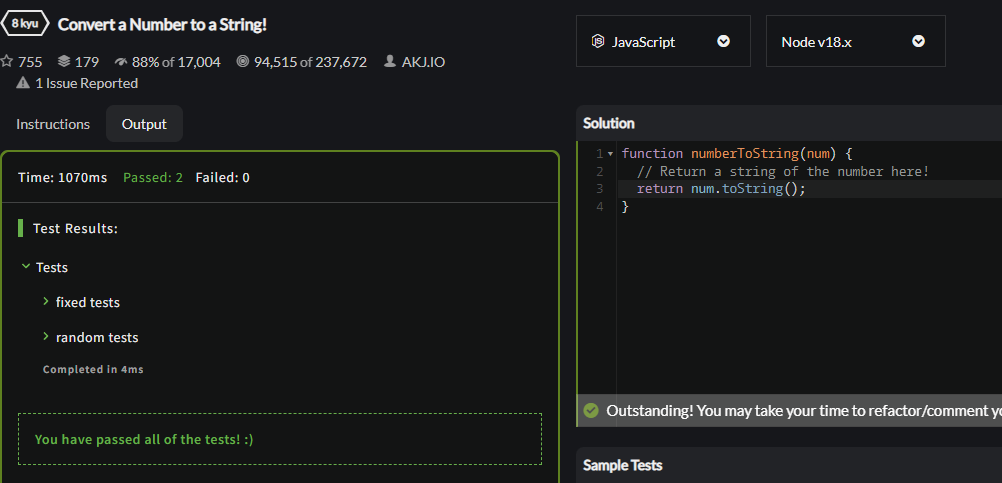 8 kyu Convert a Number to a String!
755 179 88% of 17,004 94,515 of 237,672 AKJ.IO
1 Issue Reported
Instructions Output
Time: 1070ms Passed: 2 Failed: 0
Test Results:
Tests
fixed tests
random tests
Completed in 4ms
You have passed all of the tests! :)
JavaScript Node v18.x
Solution
1 function numberToString(num) {
2 // Return a string of the number here!
3 return num.toString();
4 }
Outstanding! You may take your time to refactor/comment
Sample Tests